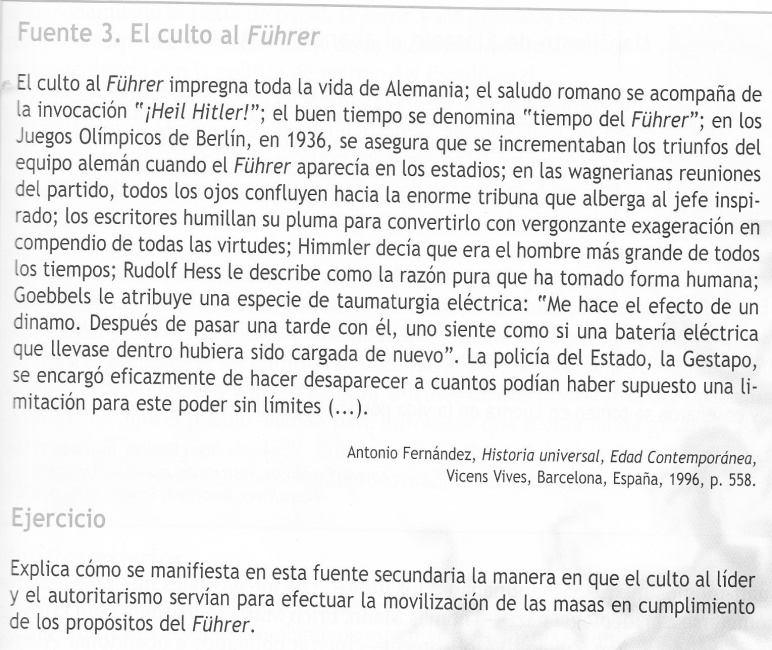 Fuente 3. El culto al Führer
El culto al Führer impregna toda la vida de Alemania; el saludo romano se acompaña de
la invocación "¡Heil Hitler!"; el buen tiempo se denomina "tiempo del Führer"; en los
Juegos Olímpicos de Berlín, en 1936, se asegura que se incrementaban los triunfos del
equipo alemán cuando el Führer aparecía en los estadios; en las wagnerianas reuniones
del partido, todos los ojos confluyen hacia la enorme tribuna que alberga al jefe inspi-
rado; los escritores humillan su pluma para convertirlo con vergonzante exageración en
compendio de todas las virtudes; Himmler decía que era el hombre más grande de todos
los tiempos; Rudolf Hess le describe como la razón pura que ha tomado forma humana;
Goebbels le atribuye una especie de taumaturgia eléctrica: "Me hace el efecto de un
dinamo. Después de pasar una tarde con él, uno siente como si una batería eléctrica
que llevase dentro hubiera sido cargada de nuevo". La policía del Estado, la Gestapo,
se encargó eficazmente de hacer desaparecer a cuantos podían haber supuesto una li-
mitación para este poder sin límites (...).
Antonio Fernández, Historia universal, Edad Contemporánea,
Vicens Vives, Barcelona, España, 1996, p. 558.
Ejercicio
Explica cómo se manifiesta en esta fuente secundaria la manera en que el culto al líder
y el autoritarismo servían para efectuar la movilización de las masas en cumplimiento
de los propósitos del Führer.